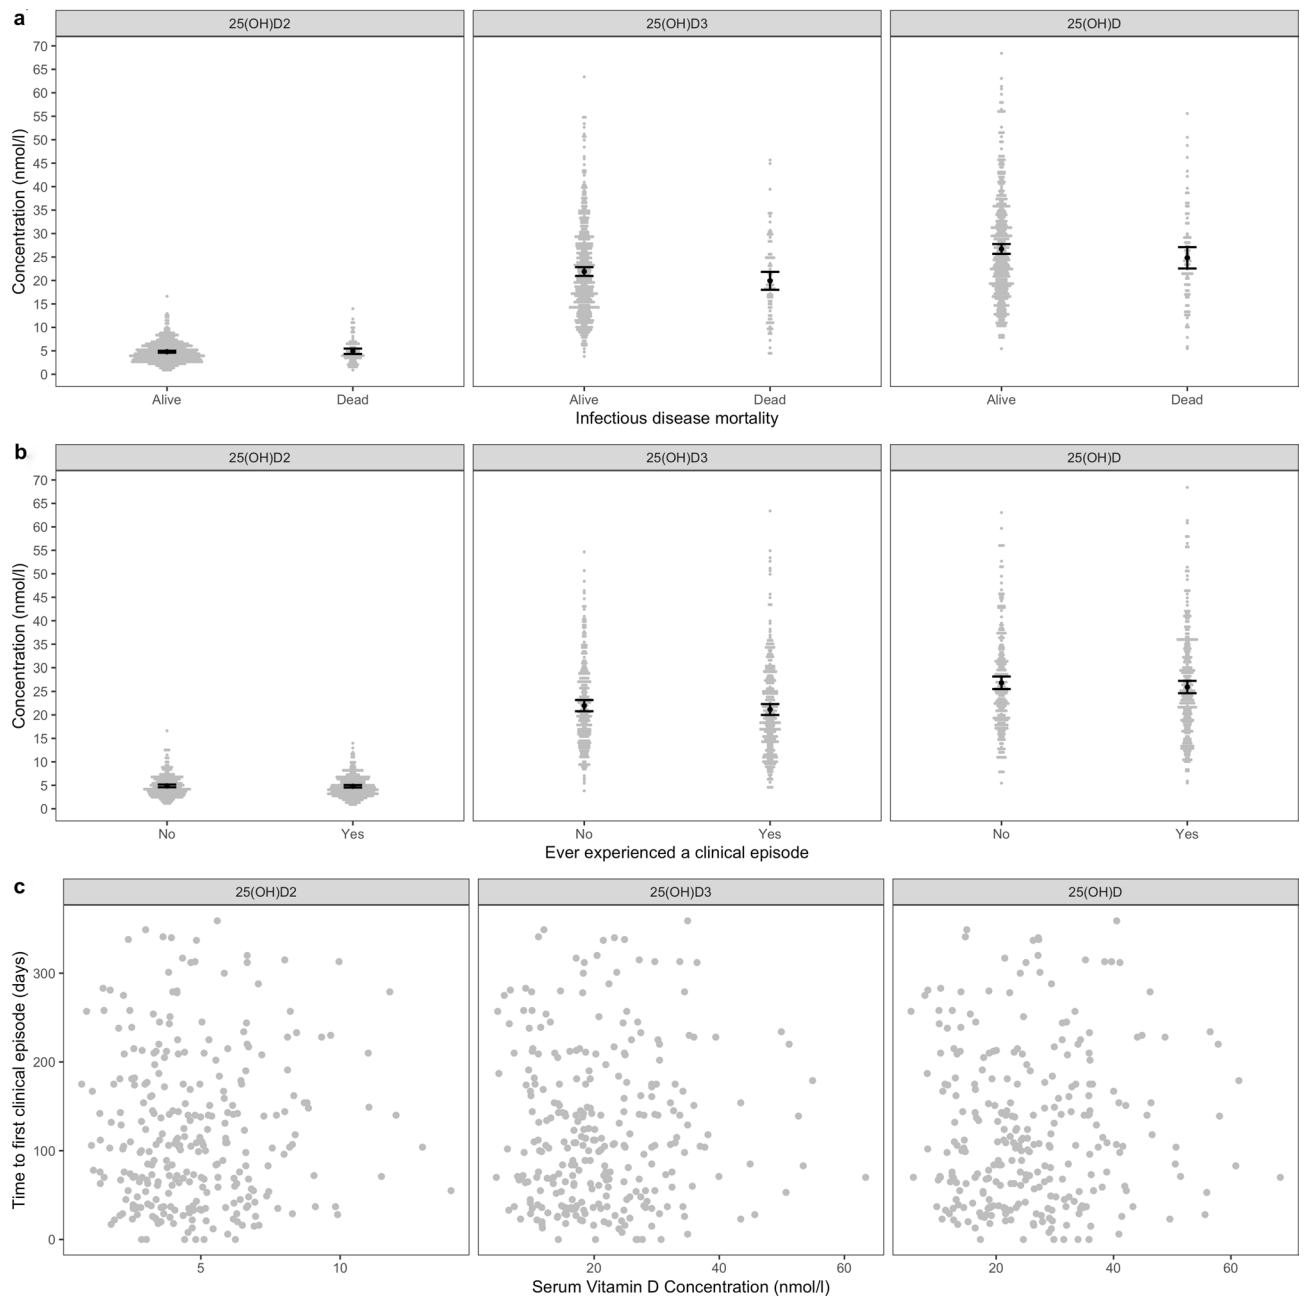 a
25(OH)D2 25(OH)D3 25(OH)D
Concentration (nmol/l)
70
65
60
55
50
45
40
35
30
25
20
15
10
5
0
Alive Dead Alive Dead Alive Dead
Infectious disease mortality
b
25(OH)D2 25(OH)D3 25(OH)D
Concentration (nmol/l)
70
65
60
55
50
45
40
35
30
25
20
15
10
5
0
No Yes No Yes No Yes
Ever experienced a clinical episode
c
25(OH)D2 25(OH)D3 25(OH)D
Time to first clinical episode (days)
300
200
100
0
5 10 20 40 60 20 40 60
Serum Vitamin D Concentration (nmol/l)